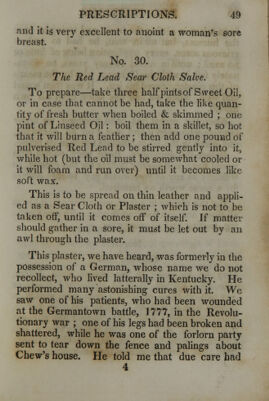 PRESCRIPTIONS. 49
and it is very excellent to anoint a woman's sore
breast.
No. 30.
The Red Lead Sear Cloth Salve.
To prepare—take three half pints of Sweet Oil,
or in case that cannot be had, take the like quan-
tity of fresh butter when boiled & skimmed ; one
pint of Linseed Oil : boil them in a skillet, so hot
that it will burn a feather ; then add one pound of
pulverised Red Lead to be stirred gently into it,
while hot (but the oil must be somewhat cooled or
it will foam and run over) until it becomes like
soft wax.
This is to be spread on thin leather and appli-
ed as a Sear Cloth or Plaster ; which is not to be
taken off, until it comes off of itself. If matter
should gather in a sore, it must be let out by an
awl through the plaster.
This plaster, we have heard, was formerly in the
possession of a German, whose name we do not
recollect, who lived latterally in Kentucky. He
performed many astonishing cures with it. We
saw one of his patients, who had been wounded
at the Germantown battle, 1777, in the Revolu-
tionary war ; one of his legs had been broken and
shattered, while he was one of the forlorn party
sent to tear down the fence and palings about
Chew's house. He told me that due care had
4